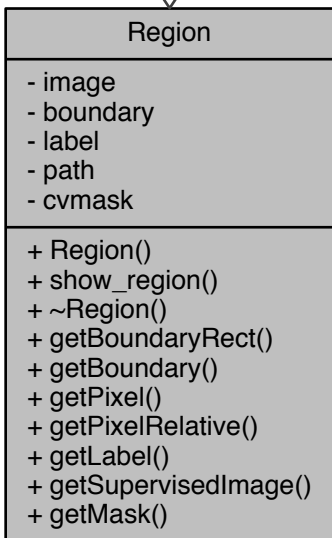 Region
- image
- boundary
- label
- path
- cvmask
+ Region()
+ show_region()
+ ~Region()
+ getBoundaryRect()
+ getBoundary()
+ getPixel()
+ getPixelRelative()
+ getLabel()
+ getSupervisedImage()
+ getMask()